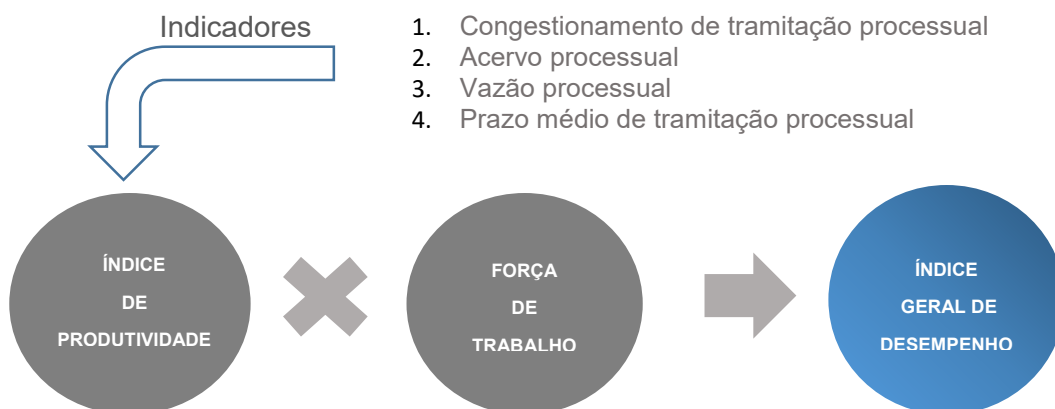 Indicadores
1. Congestionamento de tramitação processual
2. Acervo processual
3. Vazão processual
4. Prazo médio de tramitação processual
ÍNDICE
DE
PRODUTIVIDADE
FORÇA
DE
TRABALHO
ÍNDICE
GERAL DE
DESEMPENHO